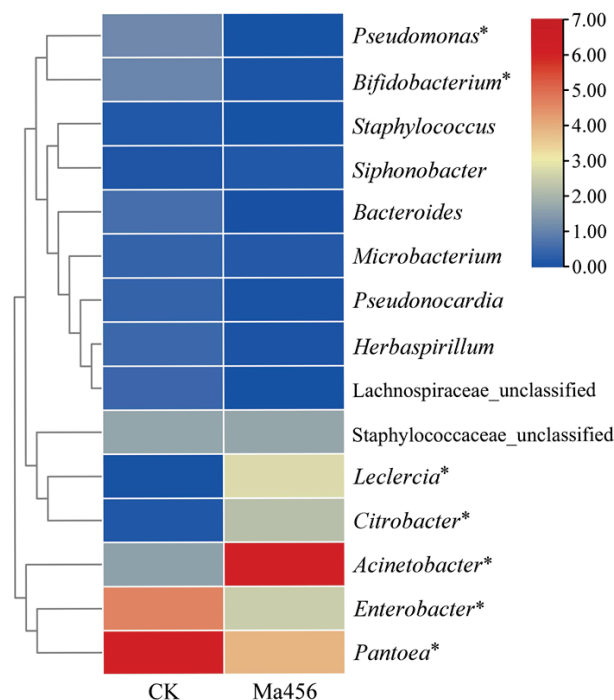 Pseudomonas*
Bifidobacterium*
Staphylococcus
Siphonobacter
Bacteroides
Microbacterium
Pseudonocardia
Herbaspirillum
Lachnospiraceae_unclassified
Staphylococcaceae_unclassified
Leclercia*
Citrobacter*
Acinetobacter*
Enterobacter*
Pantoea*
CK Ma456
7.00
6.00
5.00
4.00
3.00
2.00
1.00
0.00